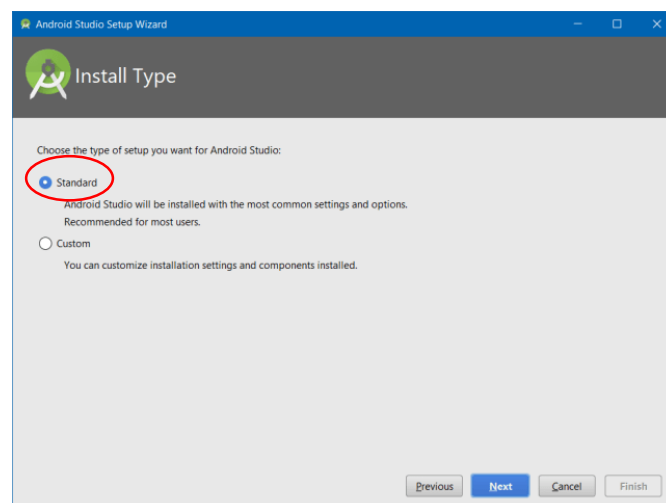 Android Studio Setup Wizard
Install Type
Choose the type of setup you want for Android Studio:
Standard
Android Studio will be installed with the most common settings and options.
Recommended for most users.
Custom
You can customize installation settings and components installed.
Previous Next Cancel Finish